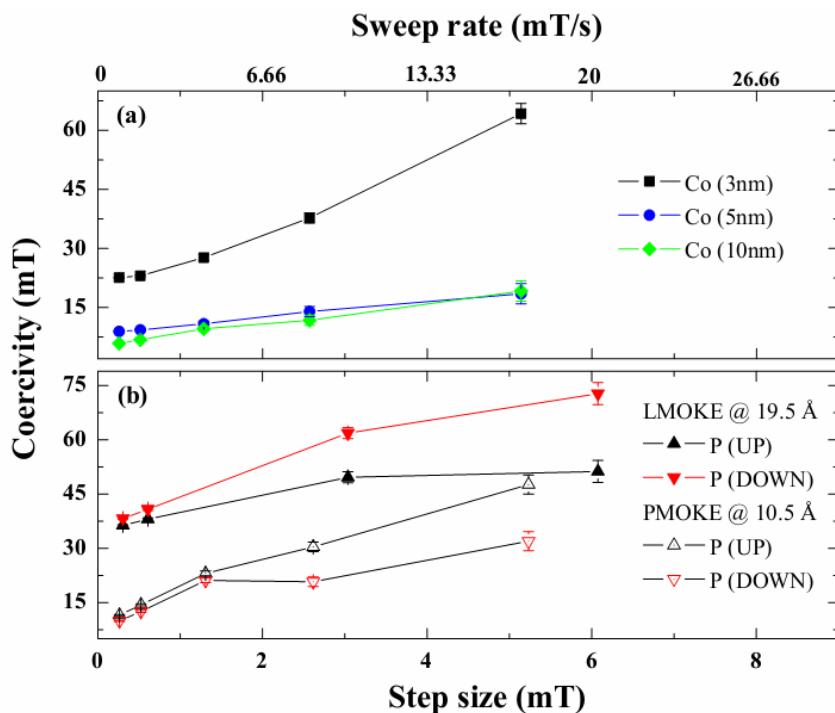 Sweep rate (mT/s)
0 6.66 13.33 20 26.66
(a)
60
45
30
15
Co (3nm)
Co (5nm)
Co (10nm)
Coercivity (mT)
(b)
75
60
45
30
15
LMOKE @ 19.5 Å
P (UP)
P (DOWN)
PMOKE @ 10.5 Å
P (UP)
P (DOWN)
0 2 4 6 8
Step size (mT)